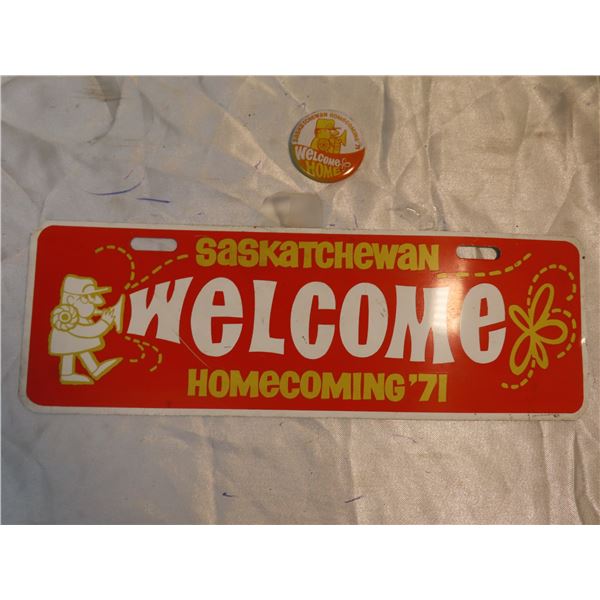 SASKATCHEWAN HOMECOMING '71
WELCOME
HOME
SASKATCHEWAN
WELCOME
HOMECOMING '71